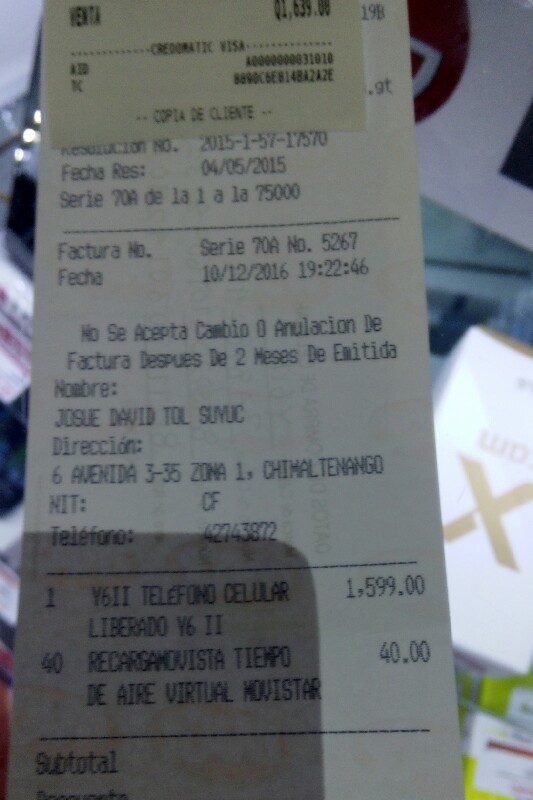 VENTA Q1,639.00
19B
CREDOMATIC VISA
AID A0000000031010
TC 8890C6E814BA2A2E
.gt
-- COPIA DE CLIENTE --
Resolucion No. 2015-1-57-17570
Fecha Res: 04/05/2015
Serie 70A de la 1 a la 75000
Factura No. Serie 70A No. 5267
Fecha 10/12/2016 19:22:46
No Se Acepta Cambio O Anulacion De
Factura Despues De 2 Meses De Emitida
Nombre:
JOSUE DAVID TOL SUYUC
Dirección:
6 AVENIDA 3-35 ZONA 1, CHIMALTENANGO
NIT: CF
Teléfono: 42743872
1 Y6II TELÉFONO CELULAR 1,599.00
LIBERADO Y6 II
40 RECARGAMOVISTA TIEMPO 40.00
DE AIRE VIRTUAL MOVISTAR
Subtotal
Descuento